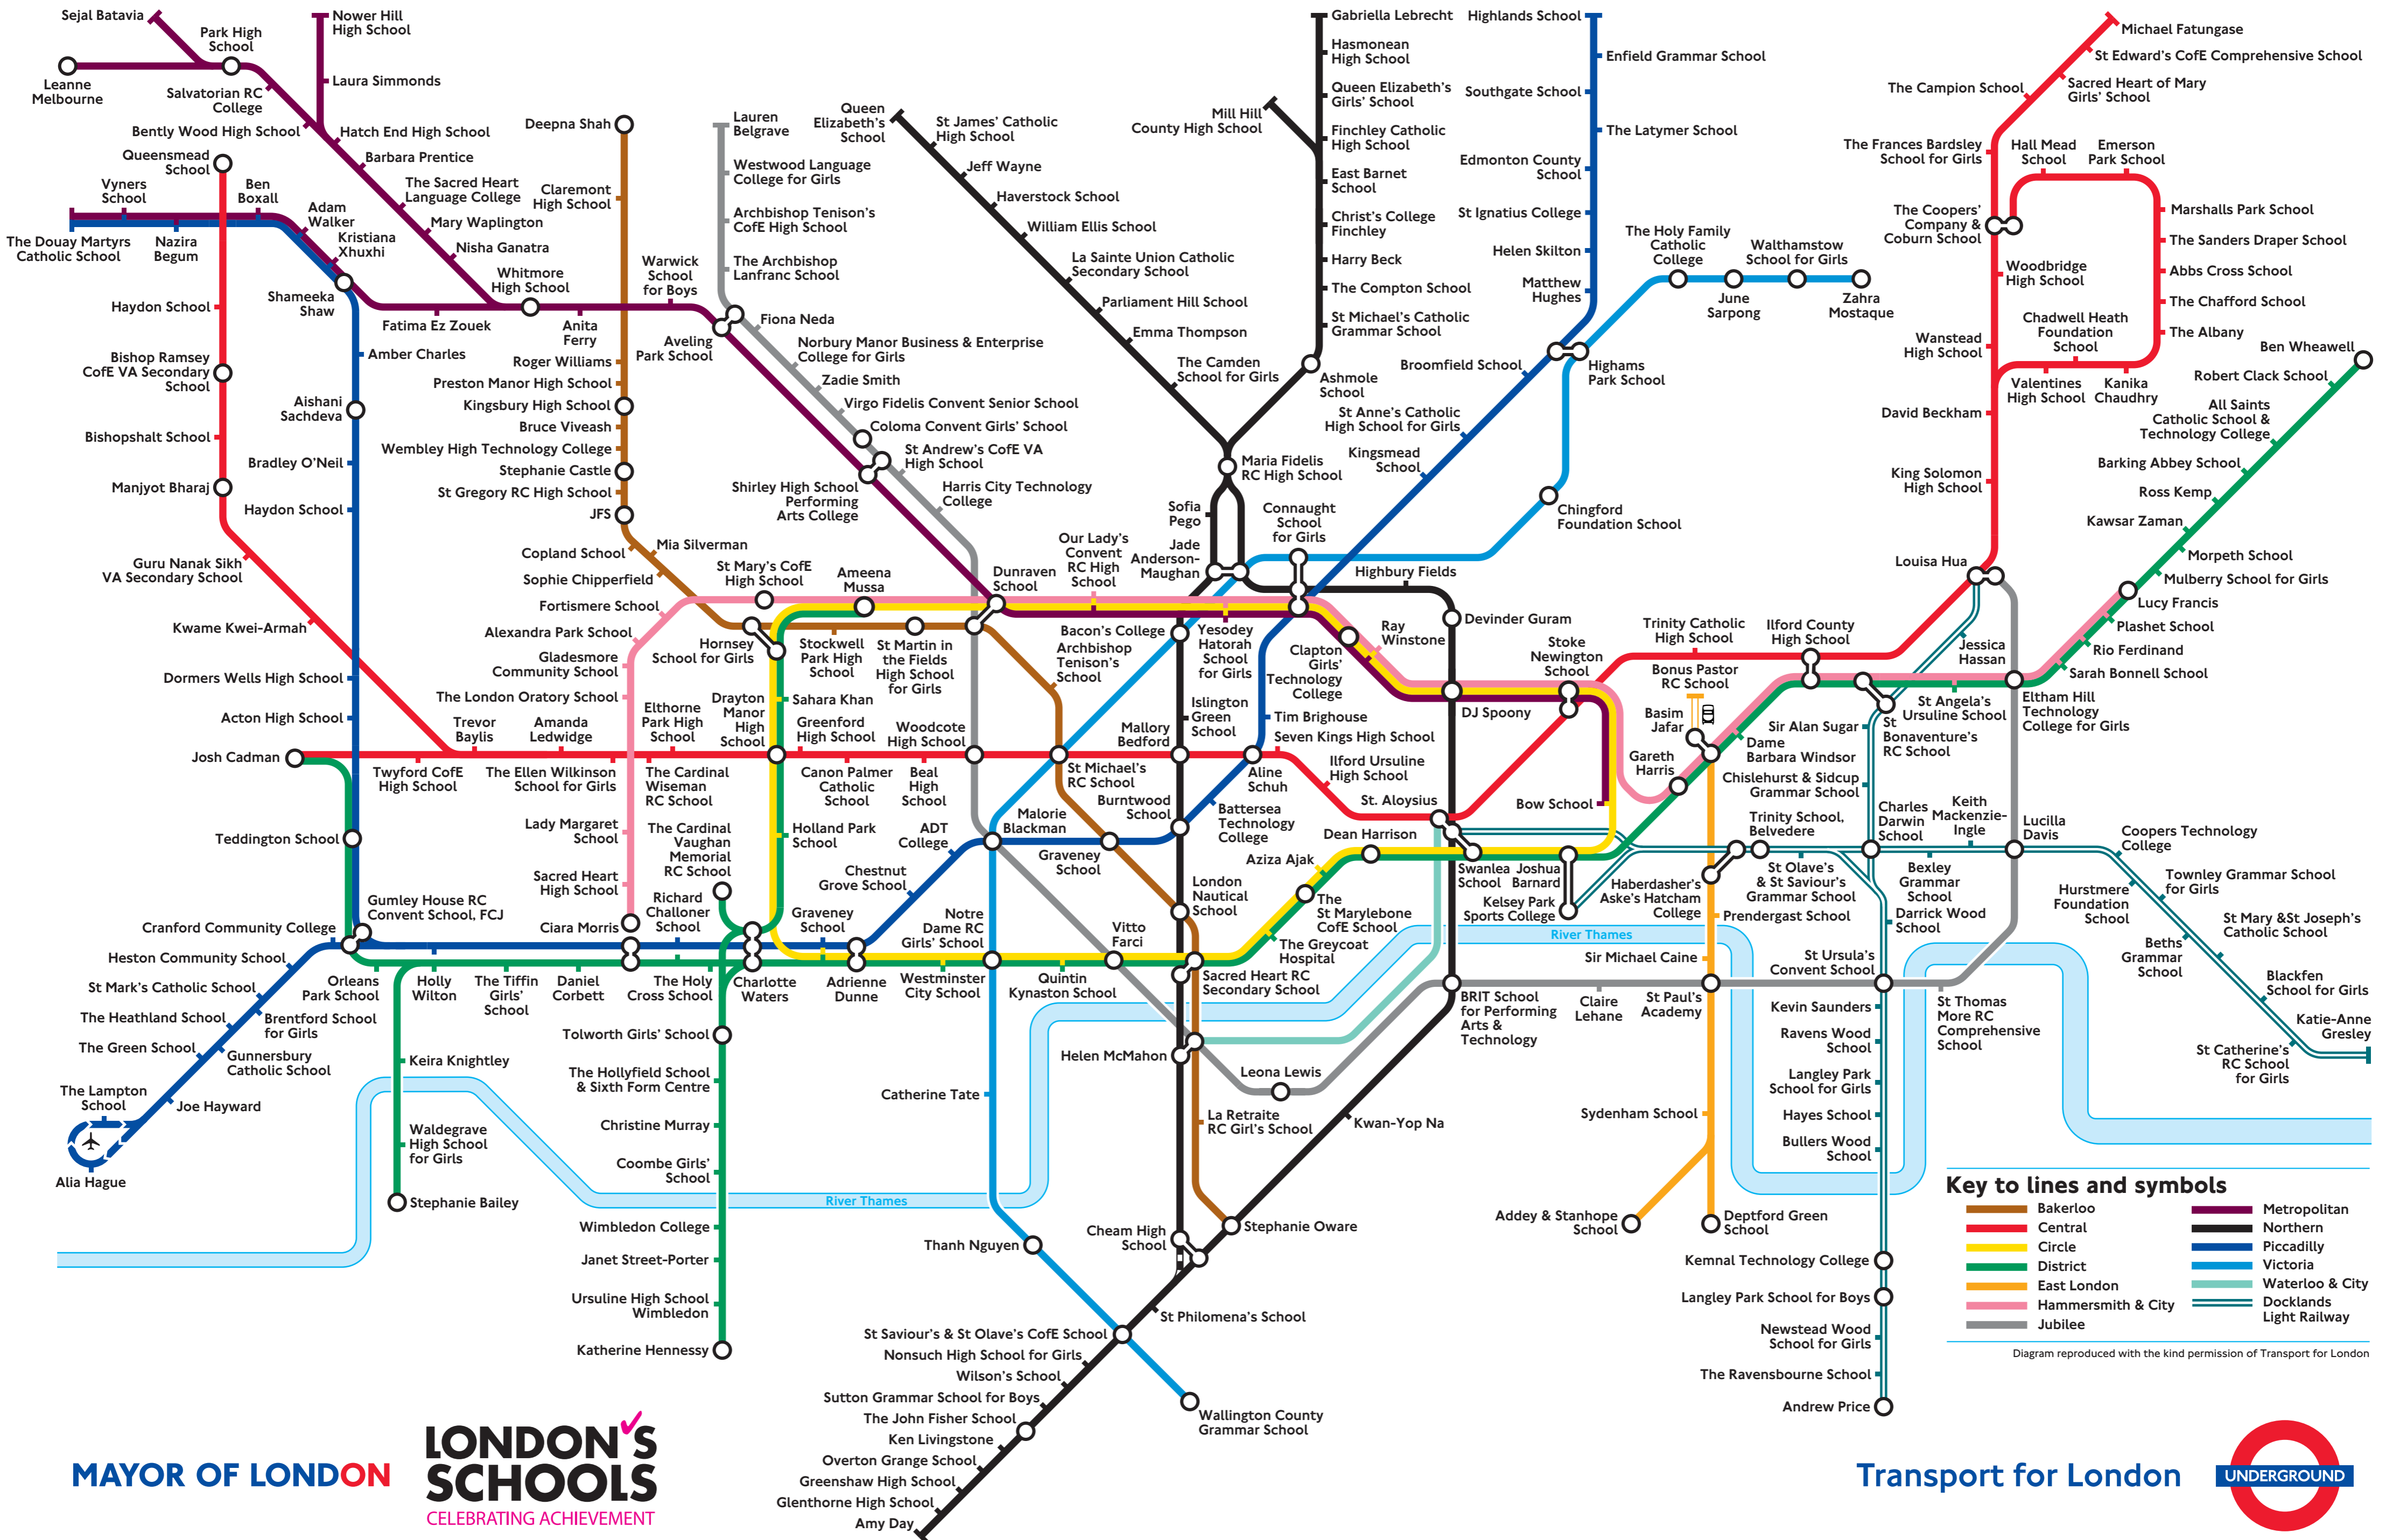 Sejal Batavia
Park High
School
Nower Hill
High School
Leanne
Melbourne
Salvatorian RC
College
Laura Simmonds
Bently Wood High School
Hatch End High School
Barbara Prentice
The Sacred Heart
Language College
Mary Waplington
Nisha Ganatra
Whitmore
High School
Queensmead
School
Vyners
School
Ben
Boxall
Adam
Walker
Kristiana
Xhuxhi
The Douay Martyrs
Catholic School
Nazira
Begum
Shameeka
Shaw
Fatima Ez Zouek
Anita
Ferry
Warwick
School
for Boys
Aveling
Park School
Haydon School
Bishop Ramsey
CofE VA Secondary
School
Bishopshalt School
Manjyot Bharaj
Guru Nanak Sikh
VA Secondary School
Kwame Kwei-Armah
Amber Charles
Aishani
Sachdeva
Bradley O'Neil
Haydon School
Dormers Wells High School
Acton High School
Josh Cadman
Teddington School
Deepna Shah
Claremont
High School
Roger Williams
Preston Manor High School
Kingsbury High School
Bruce Viveash
Wembley High Technology College
Stephanie Castle
St Gregory RC High School
JFS
Copland School
Mia Silverman
Sophie Chipperfield
Lauren
Belgrave
Westwood Language
College for Girls
Archbishop Tenison's
CofE High School
The Archbishop
Lanfranc School
Fiona Neda
Norbury Manor Business & Enterprise
College for Girls
Zadie Smith
Virgo Fidelis Convent Senior School
Coloma Convent Girls' School
St Andrew's CofE VA
High School
Harris City Technology
College
Shirley High School
Performing
Arts College
Queen
Elizabeth's
School
St James' Catholic
High School
Jeff Wayne
Haverstock School
William Ellis School
La Sainte Union Catholic
Secondary School
Parliament Hill School
Emma Thompson
The Camden
School for Girls
Mill Hill
County High School
Gabriella Lebrecht
Hasmonean
High School
Queen Elizabeth's
Girls' School
Finchley Catholic
High School
East Barnet
School
Christ's College
Finchley
Harry Beck
The Compton School
St Michael's Catholic
Grammar School
Ashmole
School
Maria Fidelis
RC High School
Sofia
Pego
Jade
Anderson-
Maughan
Connaught
School
for Girls
Highlands School
Enfield Grammar School
Southgate School
The Latymer School
Edmonton County
School
St Ignatius College
Helen Skilton
Matthew
Hughes
Broomfield School
St Anne's Catholic
High School for Girls
Kingsmead
School
The Holy Family
Catholic
College
Walthamstow
School for Girls
June
Sarpong
Zahra
Mostaque
Highams
Park School
Chingford
Foundation School
Michael Fatungase
St Edward's CofE Comprehensive School
Sacred Heart of Mary
Girls' School
The Campion School
The Frances Bardsley
School for Girls
Hall Mead
School
Emerson
Park School
The Coopers'
Company &
Coburn School
Marshalls Park School
The Sanders Draper School
Abbs Cross School
The Chafford School
The Albany
Woodbridge
High School
Chadwell Heath
Foundation
School
Wanstead
High School
Valentines
High School
Kanika
Chaudhry
David Beckham
King Solomon
High School
Louisa Hua
Ben Wheawell
Robert Clack School
All Saints
Catholic School &
Technology College
Barking Abbey School
Ross Kemp
Kawsar Zaman
Morpeth School
Mulberry School for Girls
Lucy Francis
Plashet School
Rio Ferdinand
Sarah Bonnell School
Eltham Hill
Technology
College for Girls
Jessica
Hassan
St Angela's
Ursuline School
St
Bonaventure's
RC School
Fortismere School
Alexandra Park School
Gladesmore
Community School
The London Oratory School
St Mary's CofE
High School
Ameena
Mussa
Hornsey
School for Girls
Stockwell
Park High
School
St Martin in
the Fields
High School
for Girls
Dunraven
School
Our Lady's
Convent
RC High
School
Bacon's College
Archbishop
Tenison's
School
Yesodey
Hatorah
School
for Girls
Highbury Fields
Devinder Guram
Ray
Winstone
Clapton
Girls'
Technology
College
DJ Spoony
Stoke
Newington
School
Trinity Catholic
High School
Ilford County
High School
Bonus Pastor
RC School
Basim
Jafar
Gareth
Harris
Dame
Barbara Windsor
Sir Alan Sugar
Trevor
Baylis
Amanda
Ledwidge
Elthorne
Park High
School
Drayton
Manor
High
School
Sahara Khan
Greenford
High School
Woodcote
High School
Mallory
Bedford
Islington
Green
School
Tim Brighouse
Seven Kings High School
Twyford CofE
High School
The Ellen Wilkinson
School for Girls
The Cardinal
Wiseman
RC School
Canon Palmer
Catholic
School
Beal
High
School
St Michael's
RC School
Aline
Schuh
Ilford Ursuline
High School
St. Aloysius
Bow School
Chislehurst & Sidcup
Grammar School
Lady Margaret
School
The Cardinal
Vaughan
Memorial
RC School
Holland Park
School
ADT
College
Malorie
Blackman
Burntwood
School
Graveney
School
Battersea
Technology
College
Dean Harrison
Aziza Ajak
Swanlea
School
Joshua
Barnard
Kelsey Park
Sports College
Trinity School,
Belvedere
Charles
Darwin
School
Keith
Mackenzie-
Ingle
Lucilla
Davis
Coopers Technology
College
St Olave's
& St Saviour's
Grammar School
Bexley
Grammar
School
Haberdasher's
Aske's Hatcham
College
Prendergast School
Sir Michael Caine
St Paul's
Academy
Hurstmere
Foundation
School
Townley Grammar School
for Girls
Beths
Grammar
School
St Mary &St Joseph's
Catholic School
Blackfen
School for Girls
Katie-Anne
Gresley
St Catherine's
RC School
for Girls
Sacred Heart
High School
Ciara Morris
Richard
Challoner
School
Chestnut
Grove School
Graveney
School
Notre
Dame RC
Girls' School
Vitto
Farci
London
Nautical
School
The
St Marylebone
CofE School
The Greycoat
Hospital
Gumley House RC
Convent School, FCJ
Cranford Community College
Heston Community School
St Mark's Catholic School
The Heathland School
Brentford School
for Girls
The Green School
Gunnersbury
Catholic School
The Lampton
School
Joe Hayward
Alia Hague
Orleans
Park School
Holly
Wilton
The Tiffin
Girls'
School
Daniel
Corbett
The Holy
Cross School
Charlotte
Waters
Adrienne
Dunne
Westminster
City School
Quintin
Kynaston School
Sacred Heart RC
Secondary School
River Thames
BRIT School
for Performing
Arts &
Technology
Claire
Lehane
St Ursula's
Convent School
Darrick Wood
School
St Thomas
More RC
Comprehensive
School
Keira Knightley
Waldegrave
High School
for Girls
Stephanie Bailey
Tolworth Girls' School
The Hollyfield School
& Sixth Form Centre
Christine Murray
Coombe Girls'
School
Wimbledon College
Janet Street-Porter
Ursuline High School
Wimbledon
Katherine Hennessy
River Thames
Catherine Tate
Helen McMahon
Leona Lewis
La Retraite
RC Girl's School
Kwan-Yop Na
Thanh Nguyen
Cheam High
School
Stephanie Oware
St Philomena's School
St Saviour's & St Olave's CofE School
Nonsuch High School for Girls
Wilson's School
Sutton Grammar School for Boys
The John Fisher School
Ken Livingstone
Overton Grange School
Greenshaw High School
Glenthorne High School
Amy Day
Wallington County
Grammar School
Sydenham School
Addey & Stanhope
School
Deptford Green
School
Kevin Saunders
Ravens Wood
School
Langley Park
School for Girls
Hayes School
Bullers Wood
School
Kemnal Technology College
Langley Park School for Boys
Newstead Wood
School for Girls
The Ravensbourne School
Andrew Price
Key to lines and symbols
Bakerloo
Central
Circle
District
East London
Hammersmith & City
Jubilee
Metropolitan
Northern
Piccadilly
Victoria
Waterloo & City
Docklands
Light Railway
Diagram reproduced with the kind permission of Transport for London
MAYOR OF LONDON
LONDON'S
SCHOOLS
CELEBRATING ACHIEVEMENT
Transport for London
UNDERGROUND